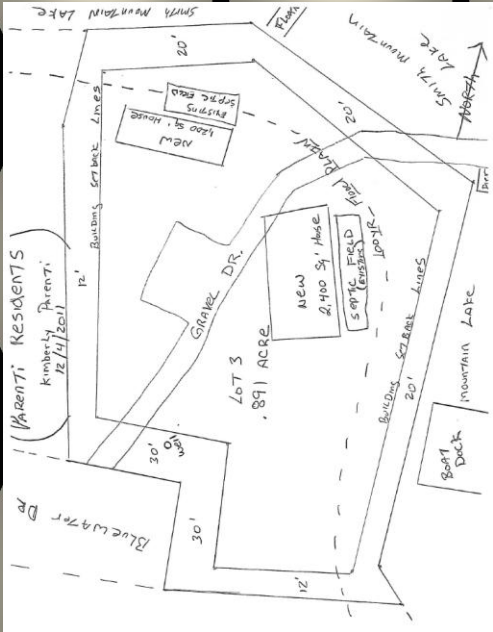 PARENTI RESIDENTS
Kimberly Parenti
12/4/2011
SMITH MOUNTAIN LAKE
FLOAT
SMITH MOUNTAIN
LAKE
NORTH
20'
12'
Building Setback Lines
NEW
1,200 Sq' House
EXISTING
SEPTIC FIELD
20'
GRAVEL DR.
100YR.
Flood PLAIN
NEW
2,400 Sq' House
SEPTIC FIELD
(EXISTING)
LOT 3
.891 ACRE
Building SETBACK Lines
20'
PIER
MOUNTAIN LAKE
BOAT
DOCK
30'
30'
12'
Bluewater
DR